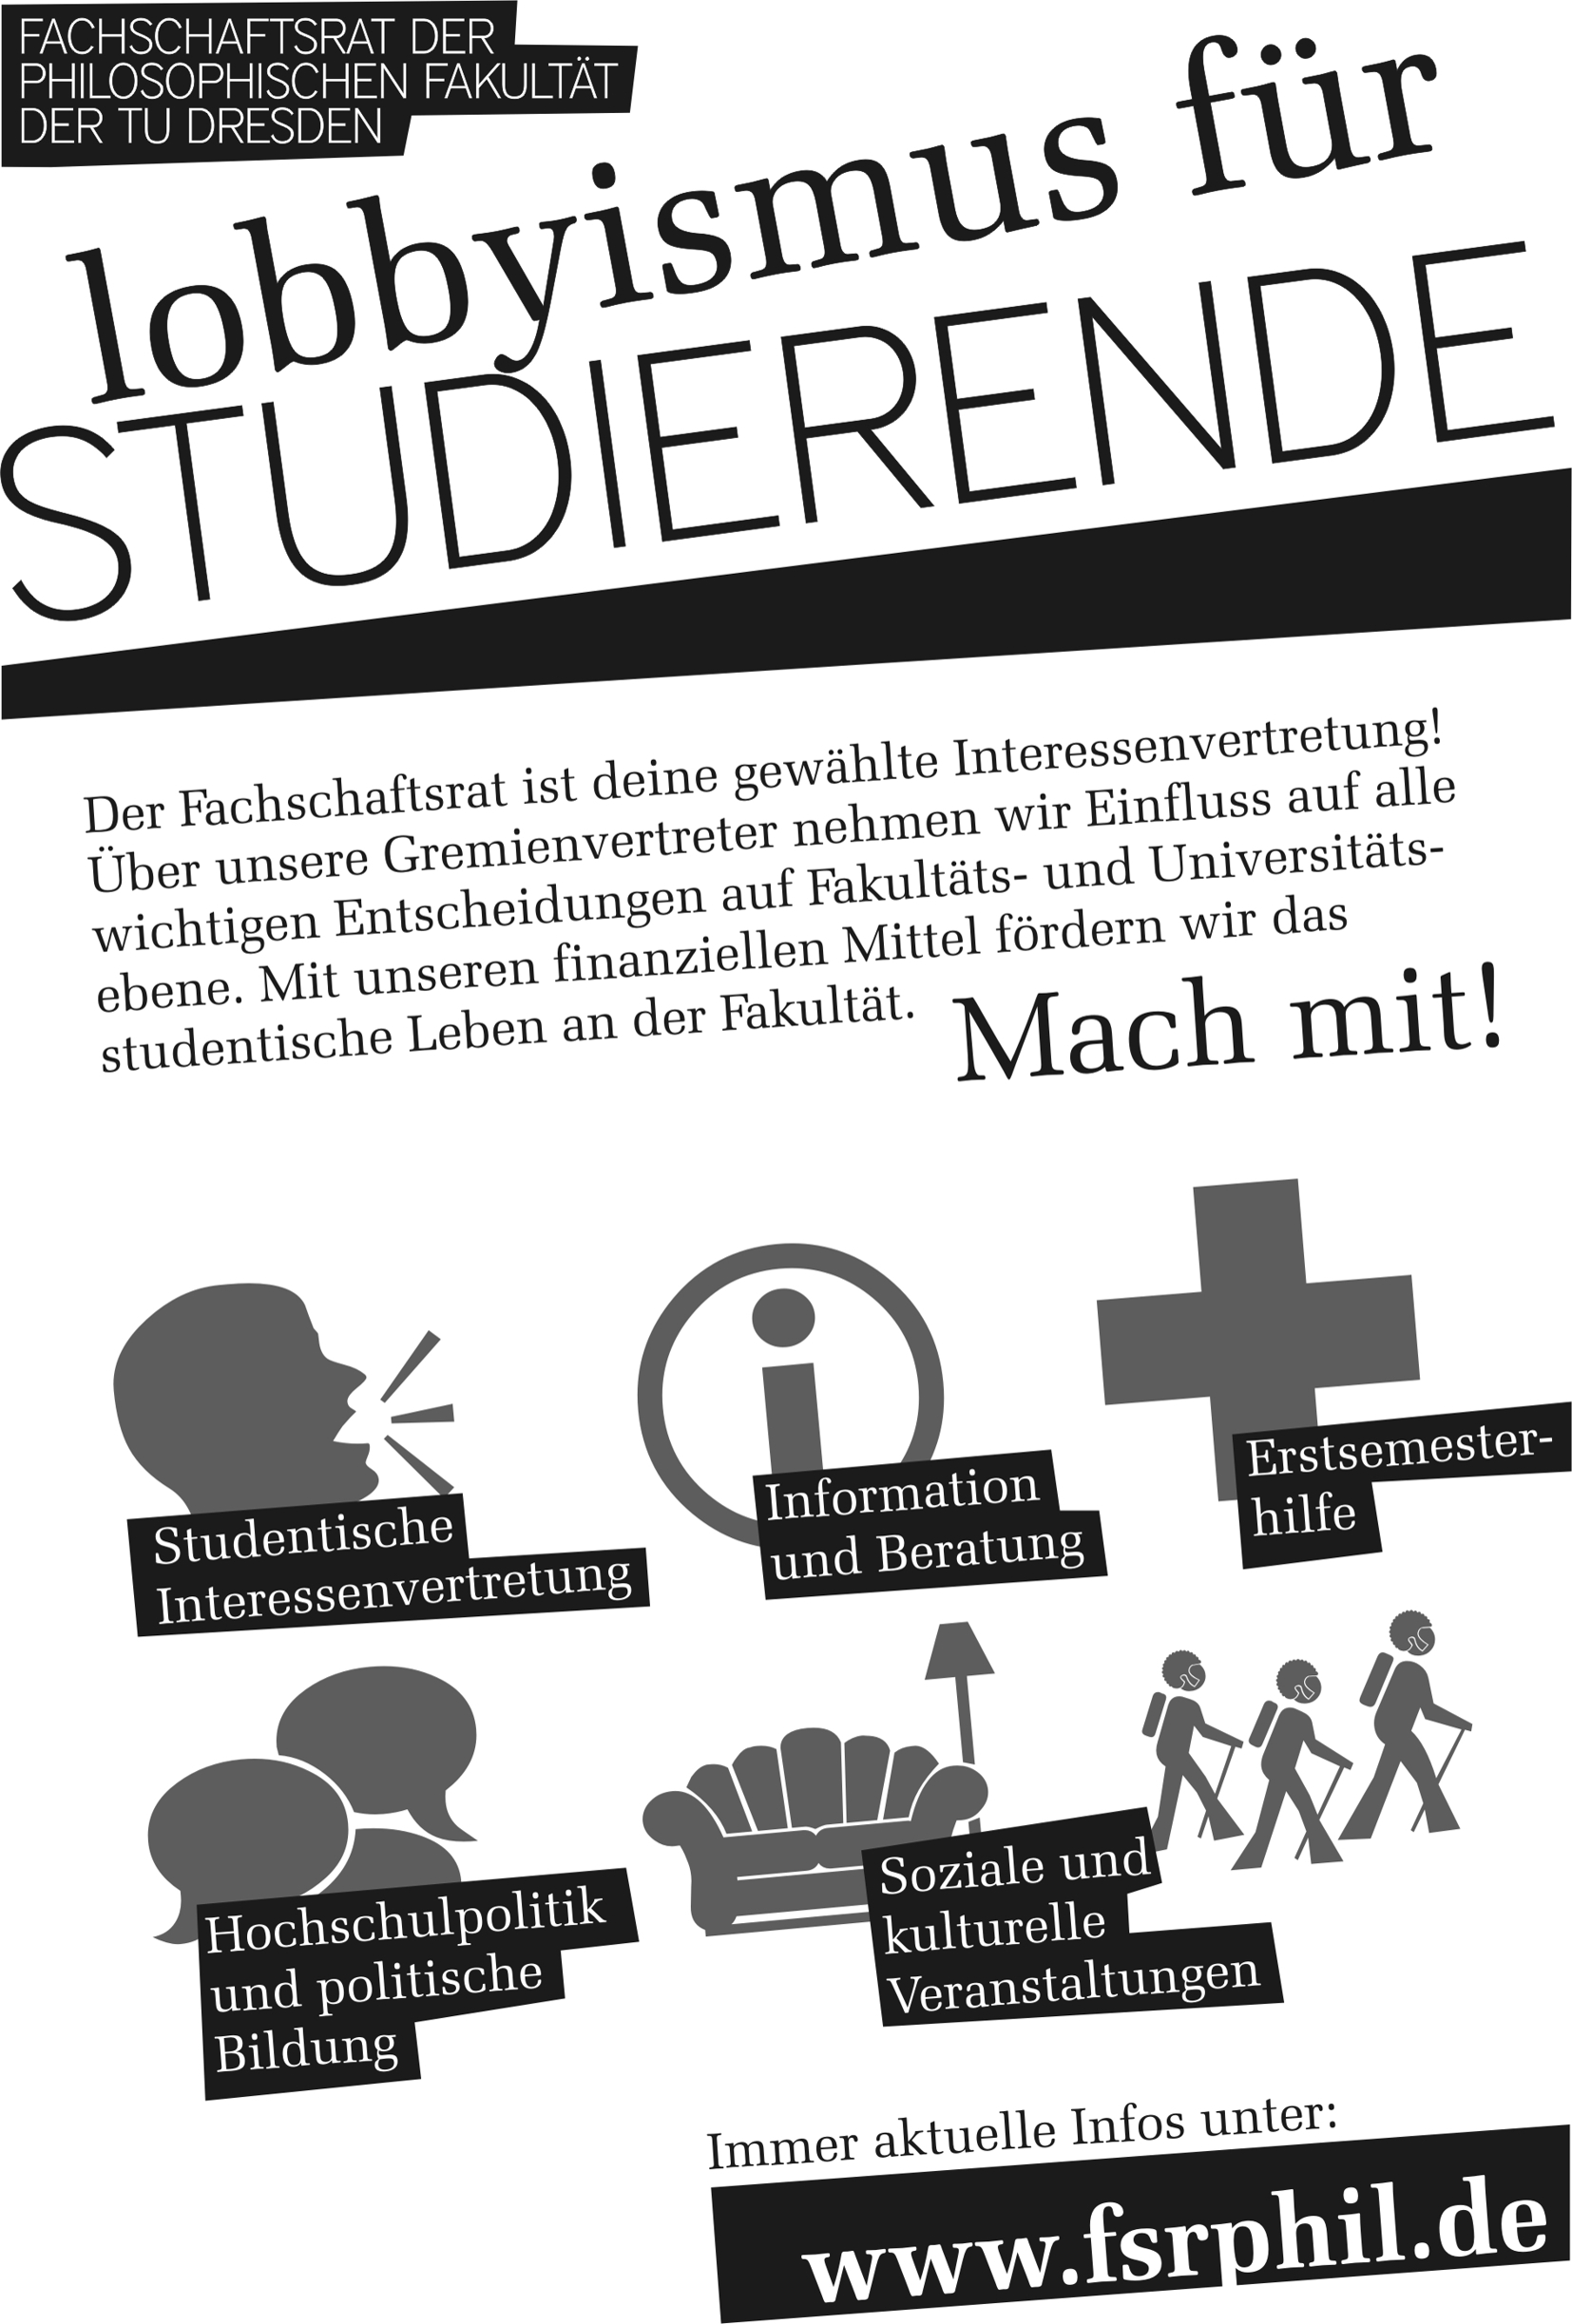 FACHSCHAFTSRAT DER
PHILOSOPHISCHEN FAKULTÄT
DER TU DRESDEN
lobbyismus für
STUDIERENDE
Der Fachschaftsrat ist deine gewählte Interessenvertretung!
Über unsere Gremienvertreter nehmen wir Einfluss auf alle
wichtigen Entscheidungen auf Fakultäts- und Universitäts-
ebene. Mit unseren finanziellen Mittel fördern wir das
studentische Leben an der Fakultät.
Mach mit!
Studentische
Interessenvertretung
Information
und Beratung
Erstsemester-
hilfe
Hochschulpolitik
und politische
Bildung
Soziale und
kulturelle
Veranstaltungen
Immer aktuelle Infos unter:
www.fsrphil.de